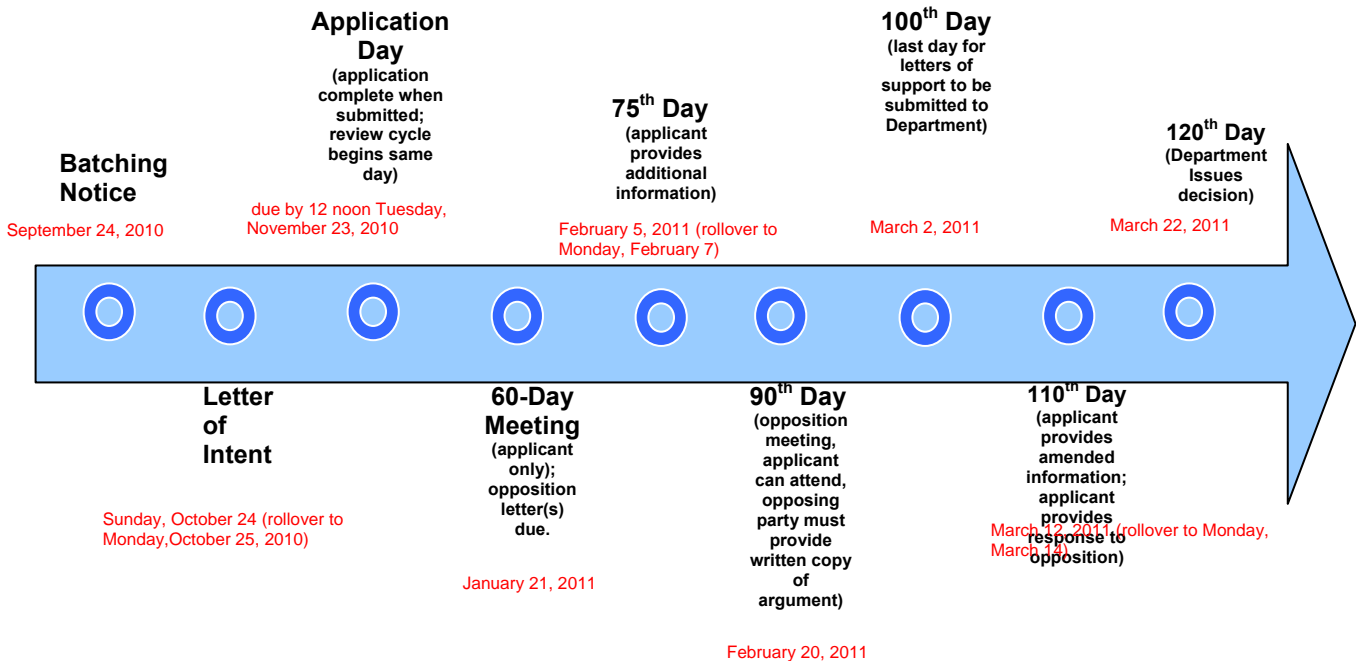 Batching
Notice
September 24, 2010
Application
Day
(application
complete when
submitted;
review cycle
begins same
day)
due by 12 noon Tuesday,
November 23, 2010
75th Day
(applicant
provides
additional
information)
February 5, 2011 (rollover to
Monday, February 7)
100th Day
(last day for
letters of
support to be
submitted to
Department)
March 2, 2011
120th Day
(Department
Issues
decision)
March 22, 2011
Letter
of
Intent
Sunday, October 24 (rollover to
Monday,October 25, 2010)
60-Day
Meeting
(applicant
only);
opposition
letter(s)
due.
January 21, 2011
90th Day
(opposition
meeting,
applicant
can attend,
opposing
party must
provide
written copy
of
argument)
February 20, 2011
110th Day
(applicant
provides
amended
information;
applicant
provides
response to
opposition)
March 12, 2011 (rollover to Monday,
March 14)